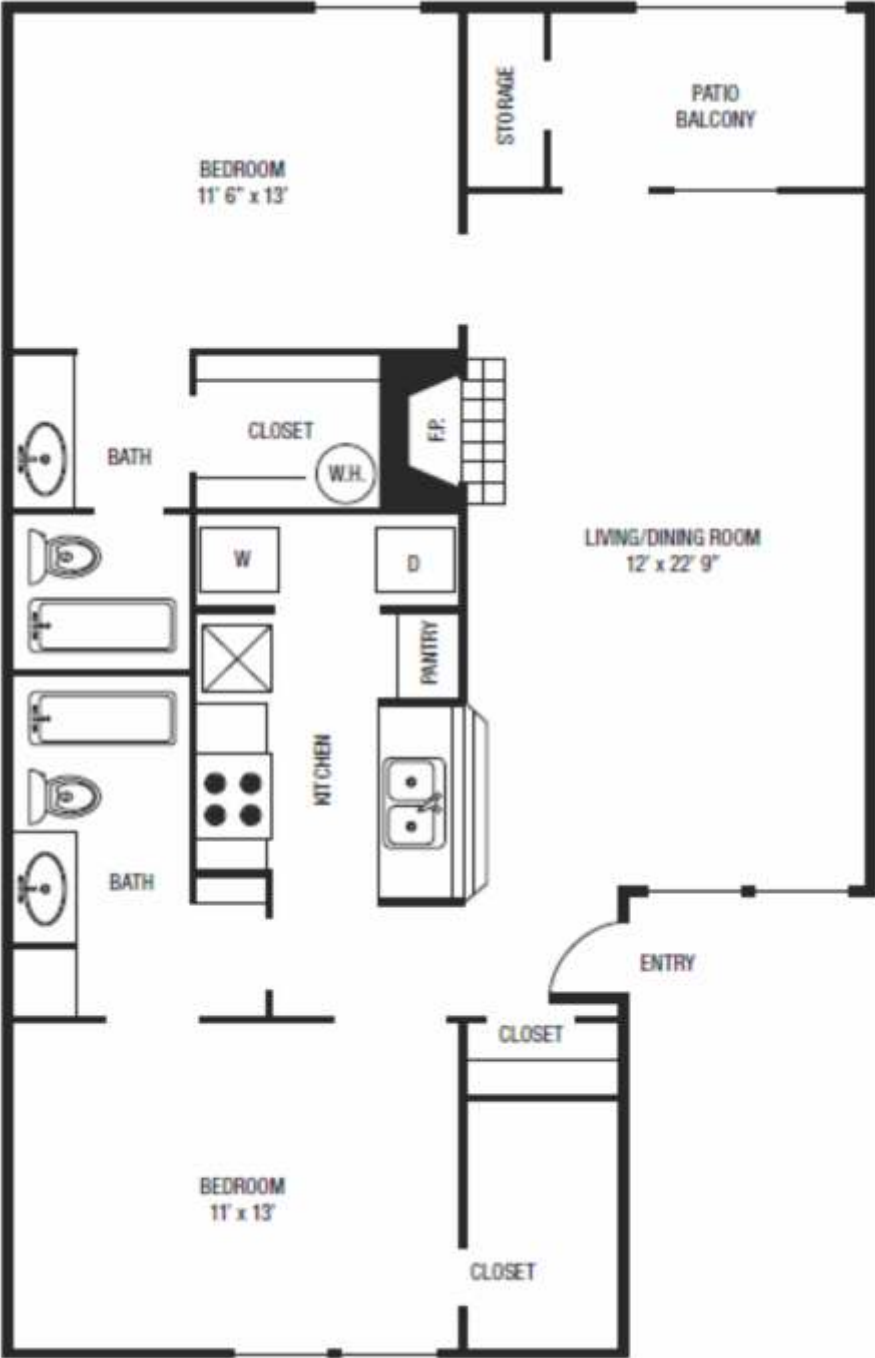 STORAGE
PATIO
BALCONY
BEDROOM
11' 6" x 13'
CLOSET
F.P.
BATH
W.H.
LIVING/DINING ROOM
12' x 22' 9"
W
D
PANTRY
KITCHEN
BATH
ENTRY
CLOSET
BEDROOM
11' x 13'
CLOSET